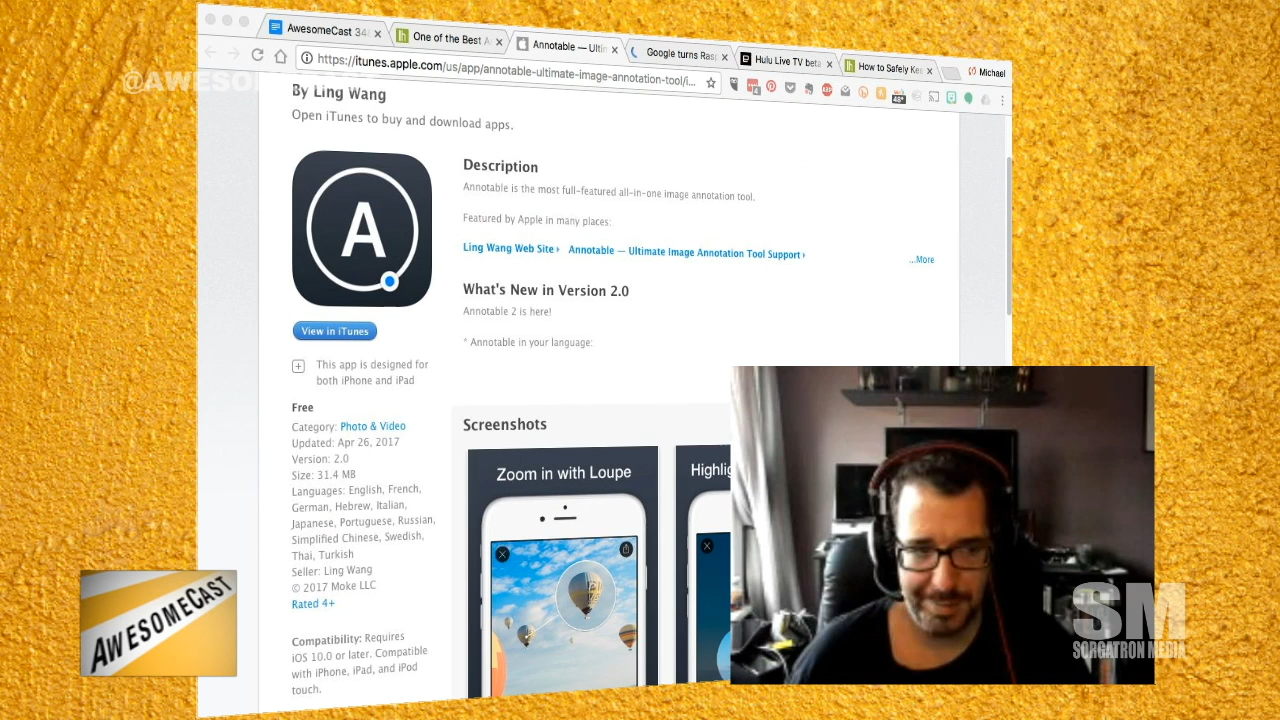 AwesomeCast 34
One of the Best A
Annotable — Ultin
Google turns Rasp
Hulu Live TV beta
How to Safely Kee
Michael
https://itunes.apple.com/us/app/annotable-ultimate-image-annotation-tool/i...
48°
@AWESO
By Ling Wang
Open iTunes to buy and download apps.
A
View in iTunes
This app is designed for
both iPhone and iPad
Free
Category: Photo & Video
Updated: Apr 26, 2017
Version: 2.0
Size: 31.4 MB
Languages: English, French,
German, Hebrew, Italian,
Japanese, Portuguese, Russian,
Simplified Chinese, Swedish,
Thai, Turkish
Seller: Ling Wang
© 2017 Moke LLC
Rated 4+
Compatibility: Requires
iOS 10.0 or later. Compatible
with iPhone, iPad, and iPod
touch.
Description
Annotable is the most full-featured all-in-one image annotation tool.
Featured by Apple in many places:
Ling Wang Web Site
Annotable — Ultimate Image Annotation Tool Support
...More
What's New in Version 2.0
Annotable 2 is here!
* Annotable in your language:
Screenshots
Zoom in with Loupe
Highlig
AWESOMECAST
SM
SORGATRON MEDIA